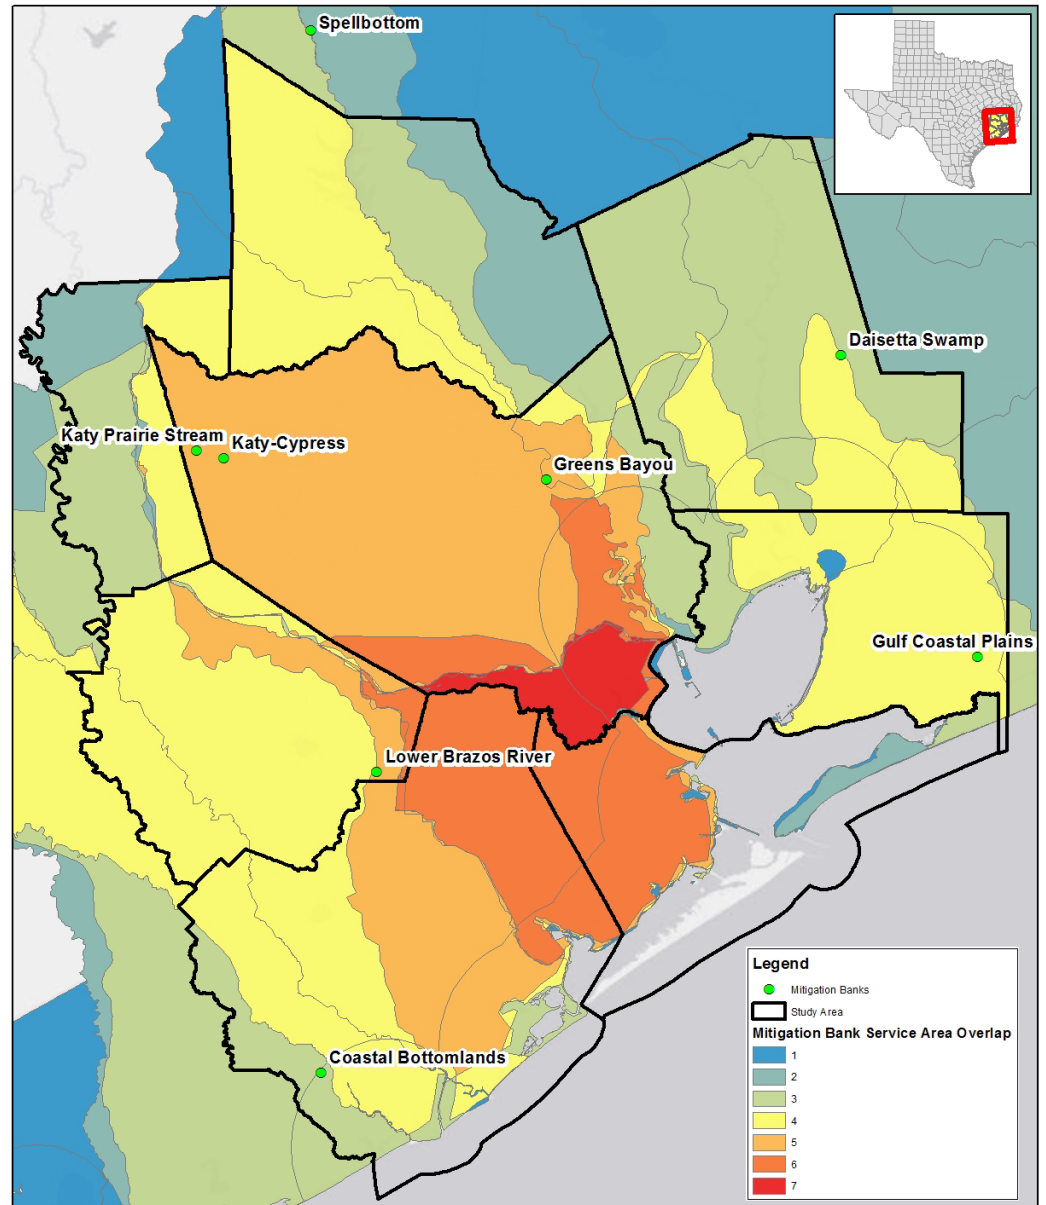 Spellbottom
Daisetta Swamp
Katy Prairie Stream
Katy-Cypress
Greens Bayou
Gulf Coastal Plains
Lower Brazos River
Coastal Bottomlands
Legend
Mitigation Banks
Study Area
Mitigation Bank Service Area Overlap
1
2
3
4
5
6
7